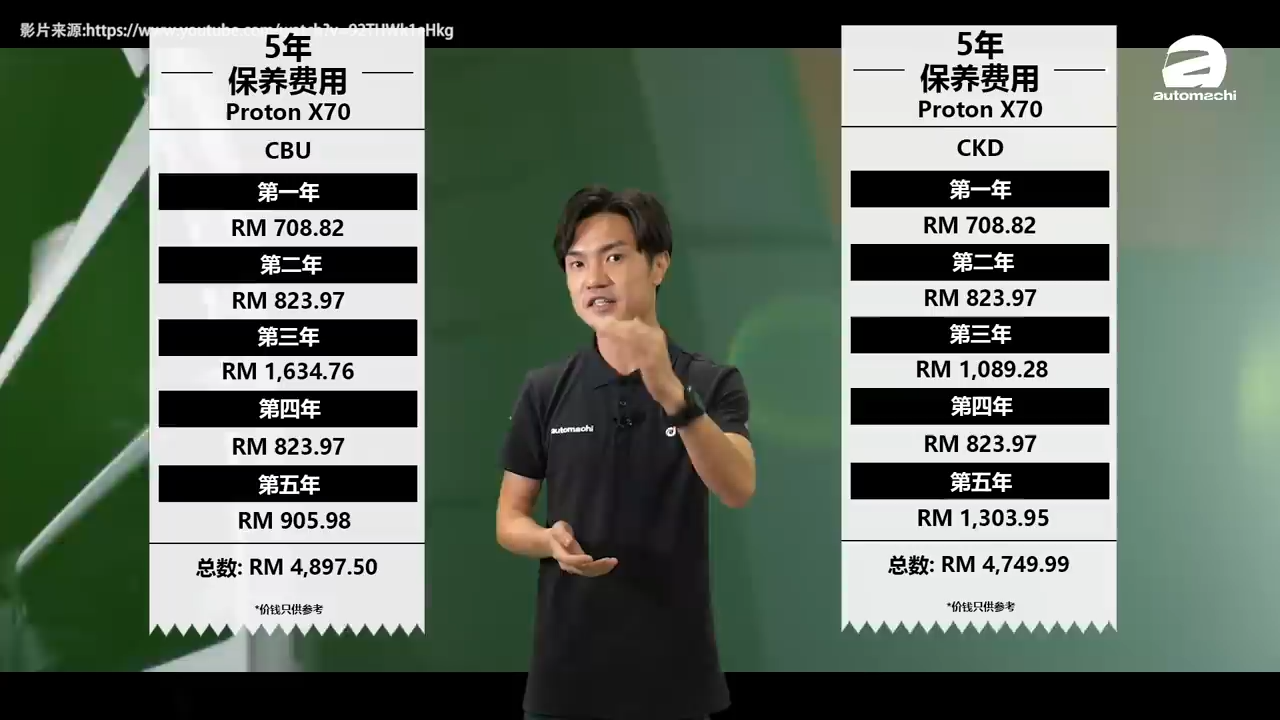 影片来源:https://www.youtube.com/watch?v=92THWk1eHkg
5年
保养费用
Proton X70
CBU
第一年
RM 708.82
第二年
RM 823.97
第三年
RM 1,634.76
第四年
RM 823.97
第五年
RM 905.98
总数: RM 4,897.50
*价钱只供参考
automachi
5年
保养费用
Proton X70
CKD
第一年
RM 708.82
第二年
RM 823.97
第三年
RM 1,089.28
第四年
RM 823.97
第五年
RM 1,303.95
总数: RM 4,749.99
*价钱只供参考
automachi